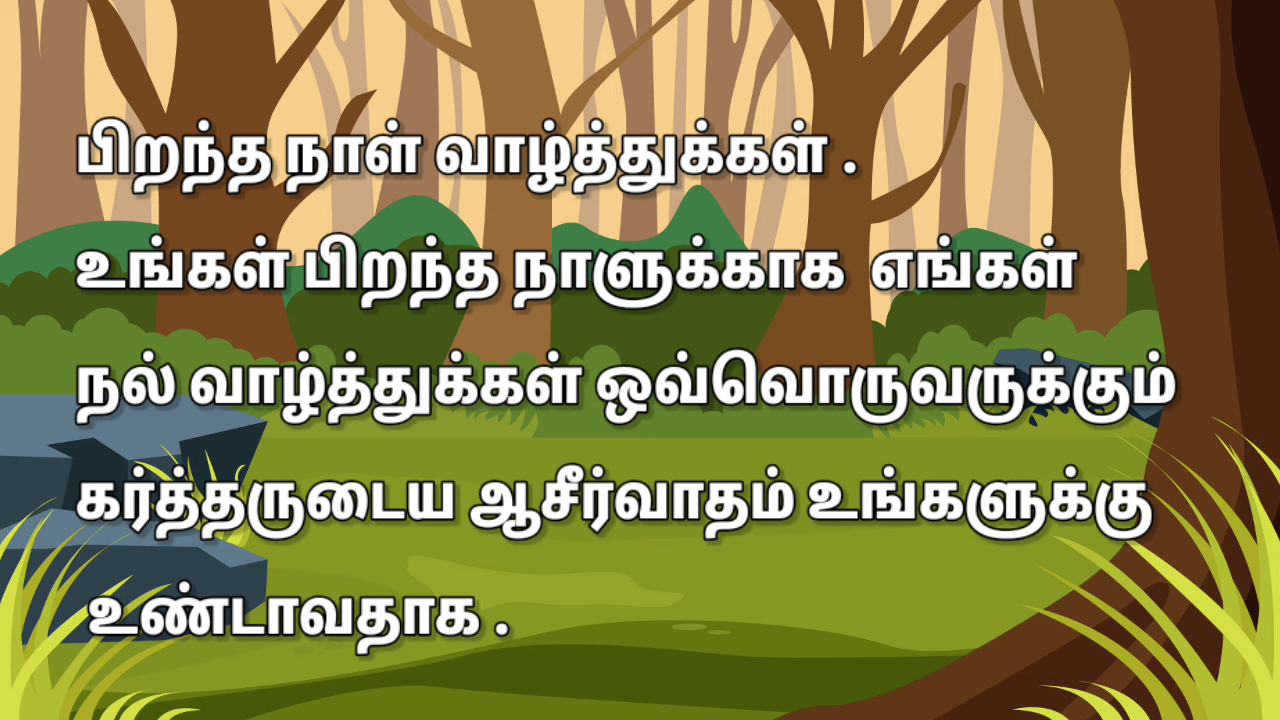 பிறந்த நாள் வாழ்த்துக்கள் .
உங்கள் பிறந்த நாளுக்காக எங்கள்
நல் வாழ்த்துக்கள் ஒவ்வொருவருக்கும்
கர்த்தருடைய ஆசீர்வாதம் உங்களுக்கு
உண்டாவதாக .